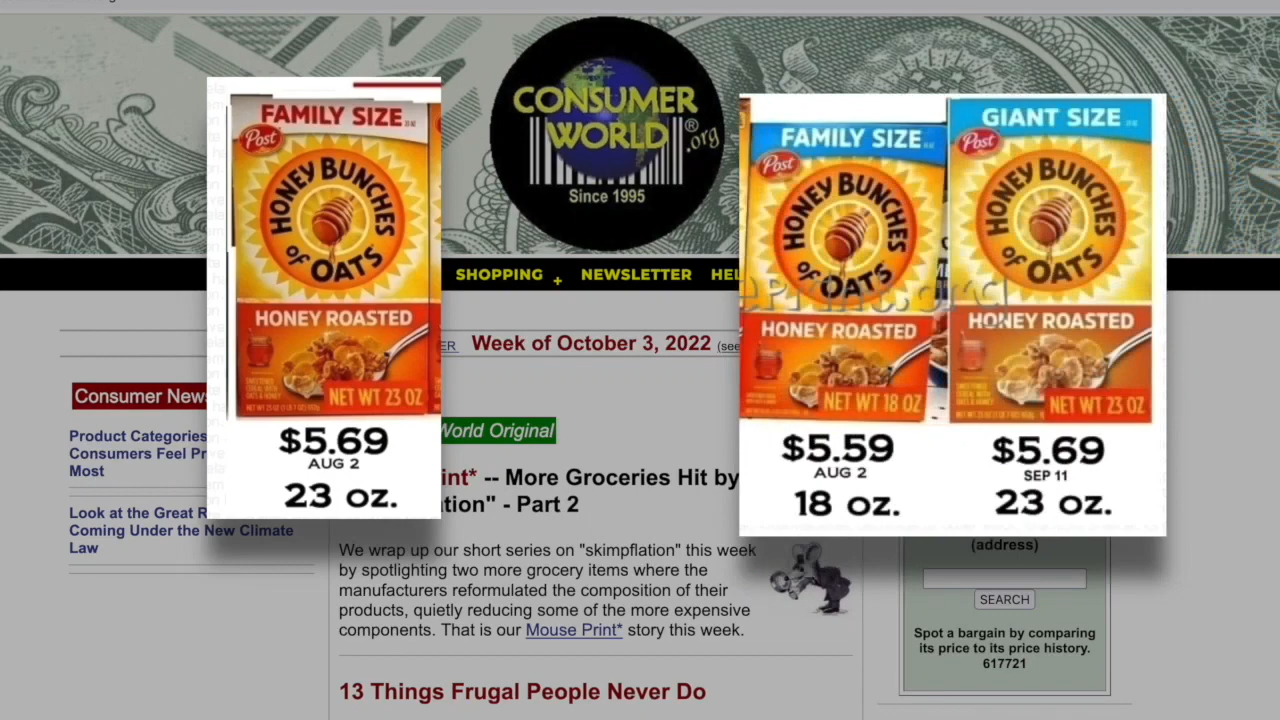 CONSUMER
WORLD®
.org
Since 1995
FAMILY SIZE
Post
HONEY BUNCHES
OF OATS
HONEY ROASTED
NET WT 23 OZ
$5.69
AUG 2
23 oz.
FAMILY SIZE
Post
HONEY BUNCHES
OF OATS
HONEY ROASTED
NET WT 18 OZ
$5.59
AUG 2
18 oz.
GIANT SIZE
Post
HONEY BUNCHES
OF OATS
HONEY ROASTED
NET WT 23 OZ
$5.69
SEP 11
23 oz.
SHOPPING + NEWSLETTER HEL
ER Week of October 3, 2022 (see
Consumer News
Product Categories
Consumers Feel Pr
Most
Look at the Great R
Coming Under the New Climate
Law
World Original
int* -- More Groceries Hit by
ation" - Part 2
We wrap up our short series on "skimpflation" this week
by spotlighting two more grocery items where the
manufacturers reformulated the composition of their
products, quietly reducing some of the more expensive
components. That is our Mouse Print* story this week.
13 Things Frugal People Never Do
(address)
SEARCH
Spot a bargain by comparing
its price to its price history.
617721